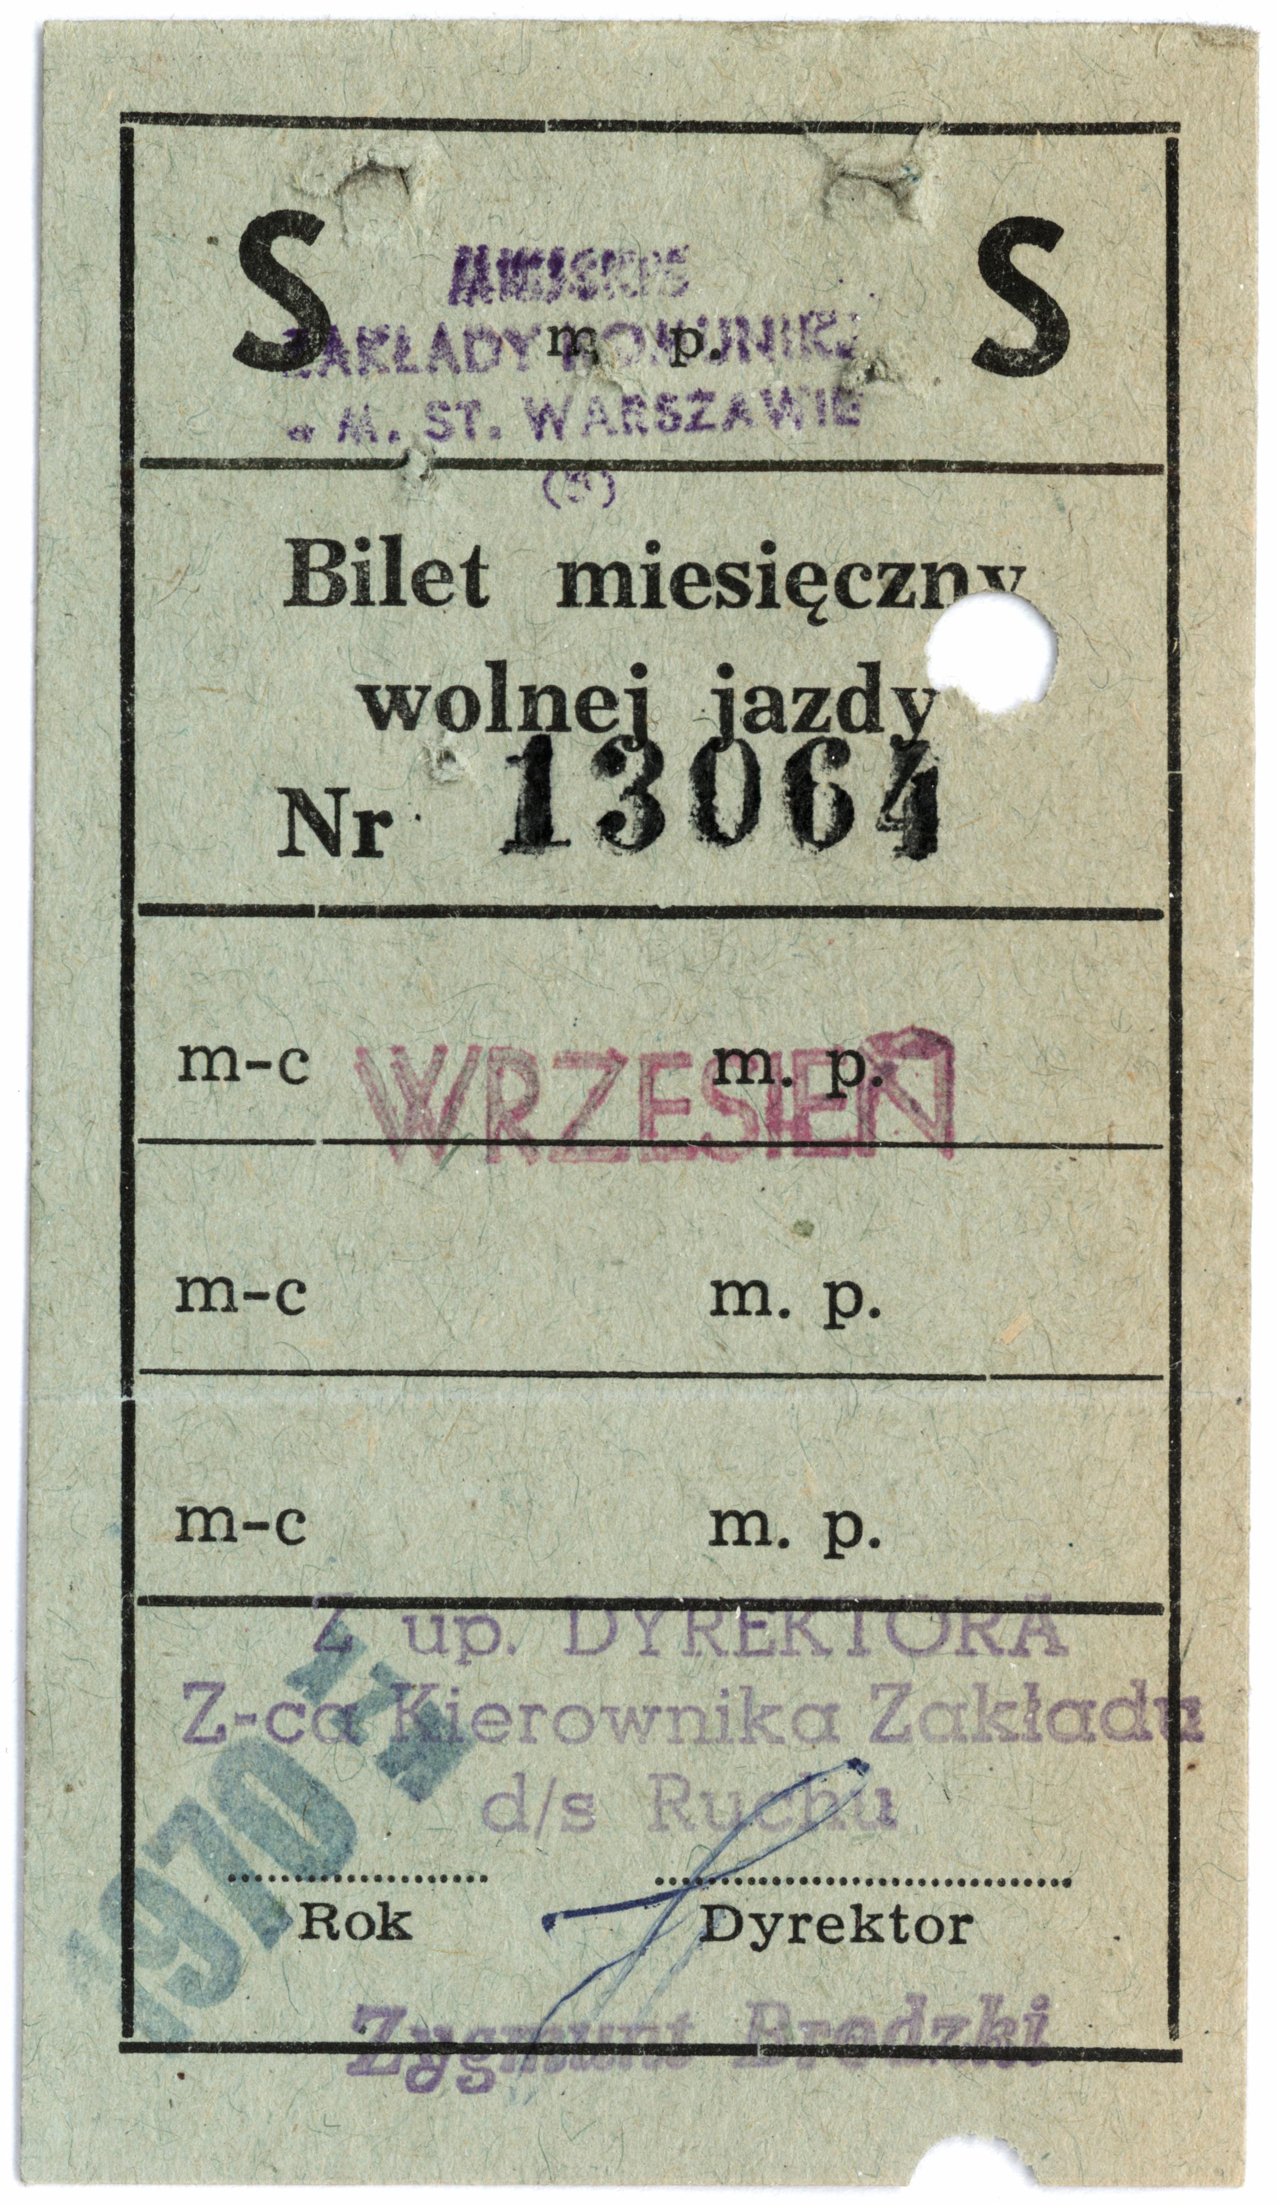 S S
MIEJSKIE
ZAKŁADY KOMUNIKA
m. p.
w M. ST. WARSZAWIE
(5)
Bilet miesięczny
wolnej jazdy
Nr 13064
m-c WRZESIEŃ m. p.
m-c m. p.
m-c m. p.
Z up. DYREKTORA
Z-ca Kierownika Zakładu
d/s Ruchu
1970 r.
Rok Dyrektor
Zygmunt Brodzki